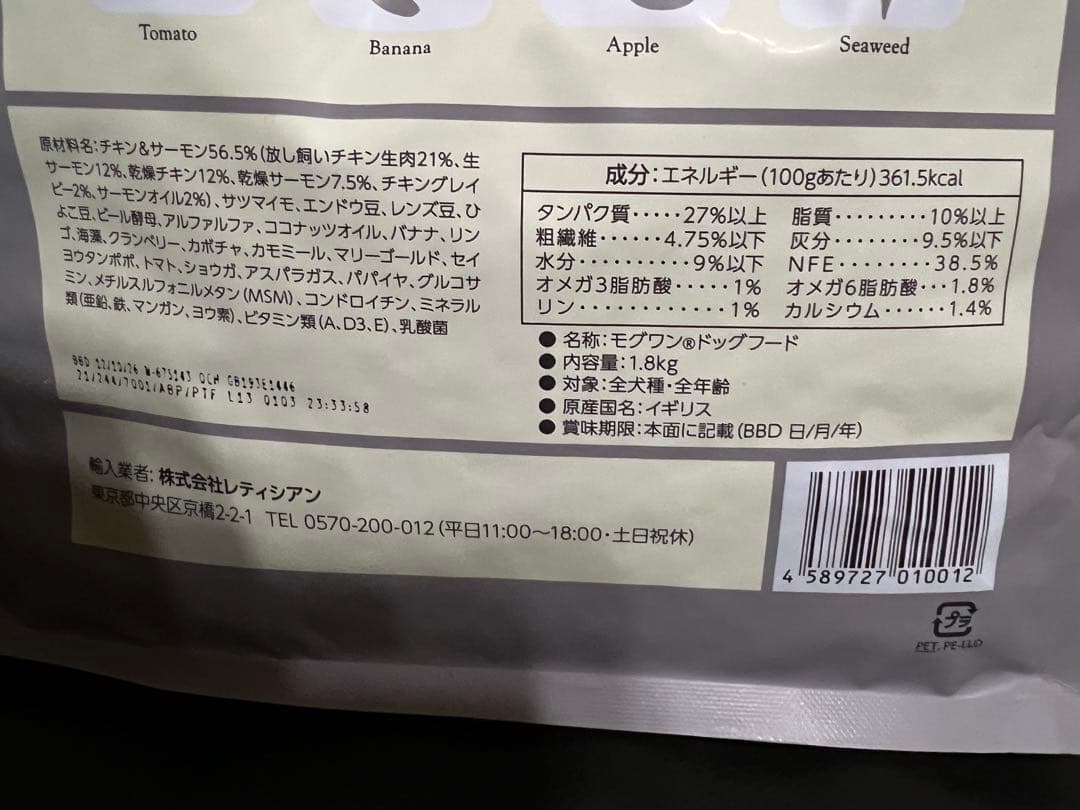 Tomato
Banana
Apple
Seaweed
原材料名:チキン&サーモン56.5%(放し飼いチキン生肉21%、生
サーモン12%、乾燥チキン12%、乾燥サーモン7.5%、チキングレイ
ビー2%、サーモンオイル2%)、サツマイモ、エンドウ豆、レンズ豆、ひ
よこ豆、ビール酵母、アルファルファ、ココナッツオイル、バナナ、リン
ゴ、海藻、クランベリー、カボチャ、カモミール、マリーゴールド、セイ
ヨウタンポポ、トマト、ショウガ、アスパラガス、パパイヤ、グルコサ
ミン、メチルスルフォニルメタン(MSM)、コンドロイチン、ミネラル
類(亜鉛、鉄、マンガン、ヨウ素)、ビタミン類(A、D3、E)、乳酸菌
BBD 12/10/26 W-675143 OCH GB193E1446
21/244/7001/ABP/PTF L13 0103 23:33:58
成分:エネルギー(100gあたり)361.5kcal
タンパク質・・・・・27%以上 脂質・・・・・・・・・10%以上
粗繊維・・・・・・4.75%以下 灰分・・・・・・・・9.5%以下
水分・・・・・・・・・・9%以下 NFE・・・・・・・・38.5%
オメガ3脂肪酸・・・・・1% オメガ6脂肪酸・・・1.8%
リン・・・・・・・・・・・・1% カルシウム・・・・・・1.4%
● 名称:モグワン®ドッグフード
● 内容量:1.8kg
● 対象:全犬種・全年齢
● 原産国名:イギリス
● 賞味期限:本面に記載(BBD 日/月/年)
輸入業者: 株式会社レティシアン
東京都中央区京橋2-2-1 TEL 0570-200-012(平日11:00〜18:00・土日祝休)
4 589727 010012
プラ
PET, PE-LLD